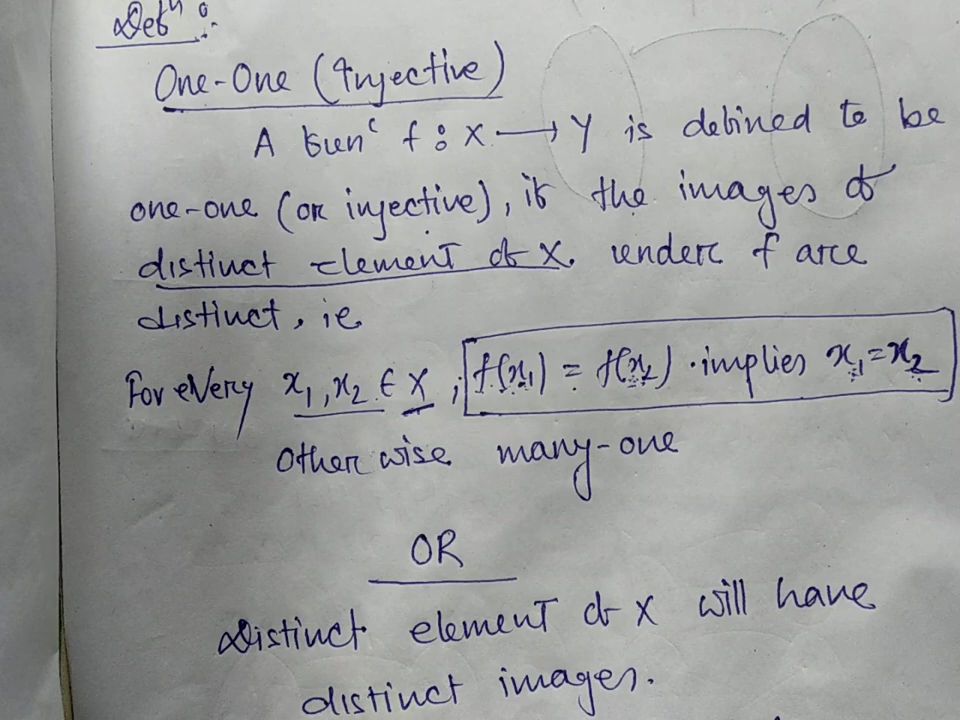 Defⁿ :
One-One (Injective)
A funᶜ f : X → Y is defined to be
one-one (or injective), if the images of
distinct element of X. under f are
distinct, ie
For every x₁, x₂ ∈ X ; f(x₁) = f(x₂) . implies x₁ = x₂
Otherwise many-one
OR
Distinct element of X will have
distinct images.